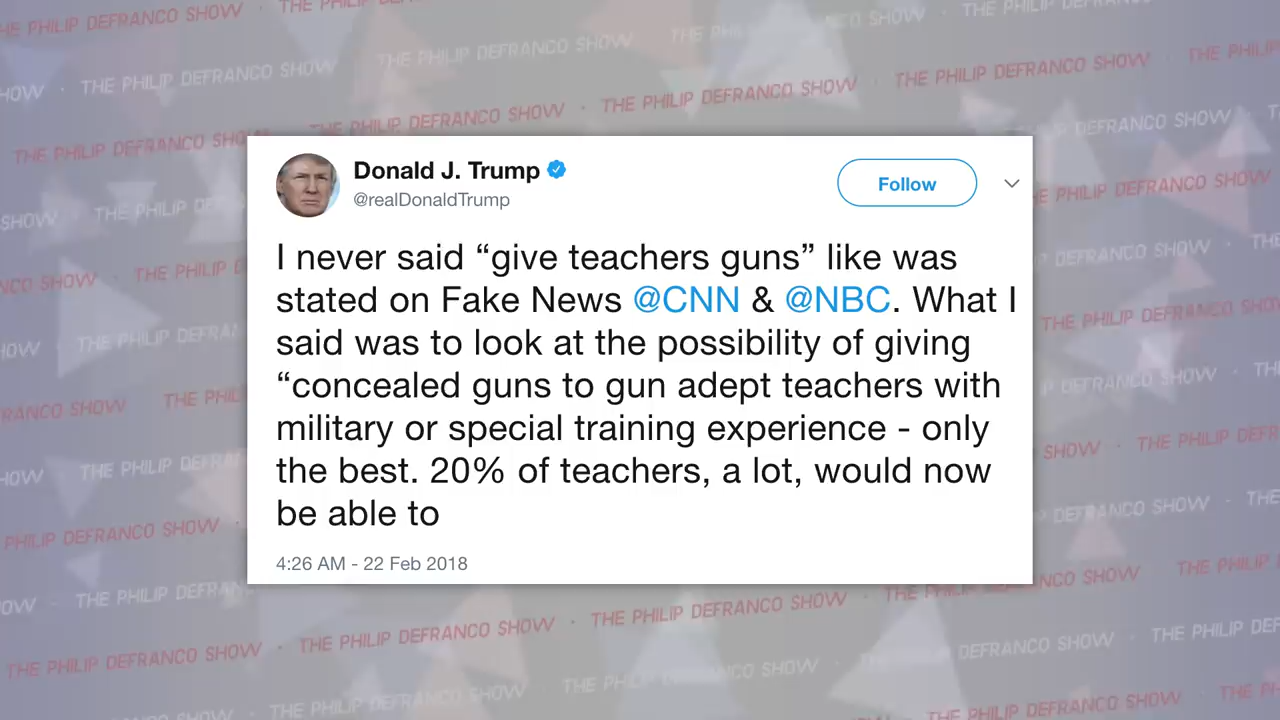 THE PHILIP DEFRANCO SHOW
Donald J. Trump
@realDonaldTrump
Follow
I never said “give teachers guns” like was
stated on Fake News @CNN & @NBC. What I
said was to look at the possibility of giving
“concealed guns to gun adept teachers with
military or special training experience - only
the best. 20% of teachers, a lot, would now
be able to
4:26 AM - 22 Feb 2018